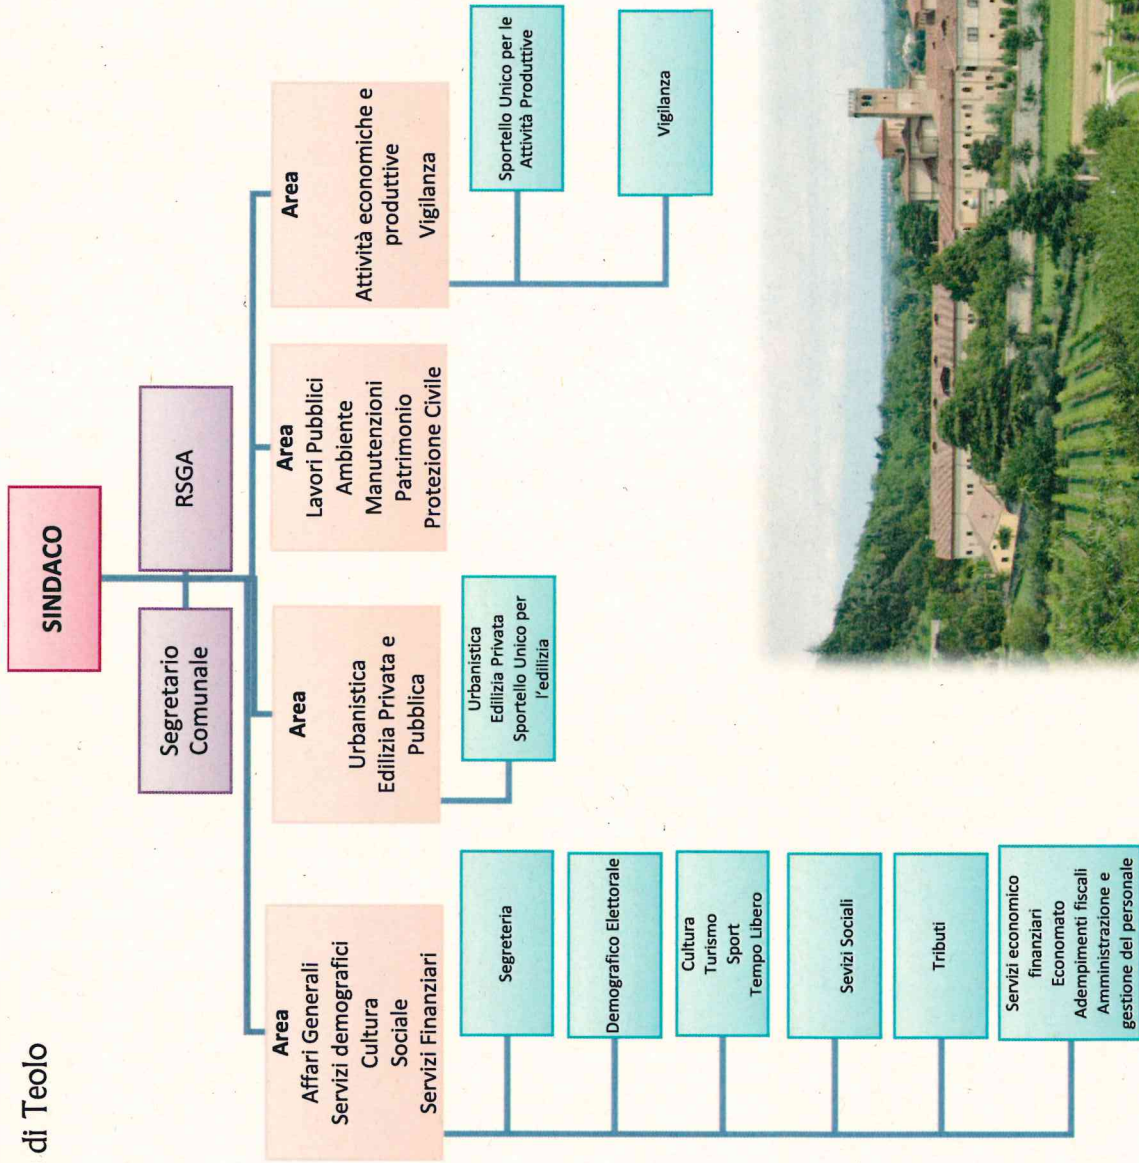 di Teolo
SINDACO
Segretario
Comunale
RSGA
Area
Affari Generali
Servizi demografici
Cultura
Sociale
Servizi Finanziari
Segreteria
Demografico Elettorale
Cultura
Turismo
Sport
Tempo Libero
Sevizi Sociali
Tributi
Servizi economico
finanziari
Economato
Adempimenti fiscali
Amministrazione e
gestione del personale
Area
Urbanistica
Edilizia Privata e
Pubblica
Urbanistica
Edilizia Privata
Sportello Unico per
l'edilizia
Area
Lavori Pubblici
Ambiente
Manutenzioni
Patrimonio
Protezione Civile
Area
Attività economiche e
produttive
Vigilanza
Sportello Unico per le
Attività Produttive
Vigilanza